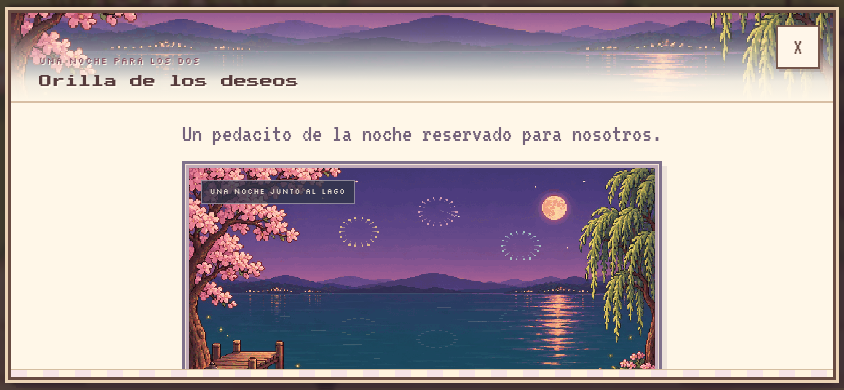 UNA NOCHE PARA LOS DOS
Orilla de los deseos
X
Un pedacito de la noche reservado para nosotros.
UNA NOCHE JUNTO AL LAGO